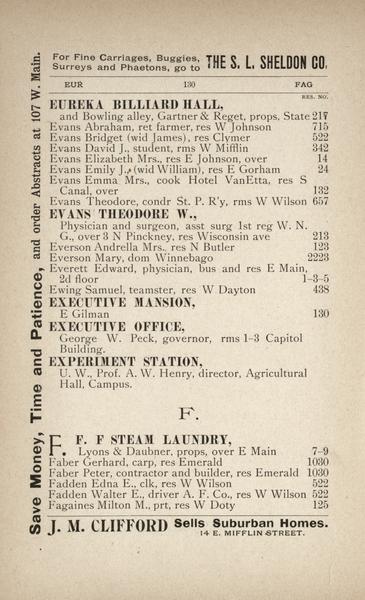 For Fine Carriages, Buggies, Surreys and Phaetons, go to THE S. L. SHELDON CO.
EUR 130 FAG
RES. NO.
EUREKA BILLIARD HALL,
and Bowling alley, Gartner & Reget, props. State 217
Evans Abraham, ret farmer, res W Johnson 715
Evans Bridget (wid James), res Clymer 522
Evans David J., student, rms W Mifflin 342
Evans Elizabeth Mrs., res E Johnson, over 14
Evans Emily J., (wid William), res E Gorham 24
Evans Emma Mrs., cook Hotel VanEtta, res S
Canal, over 132
Evans Theodore, condr St. P. R'y, rms W Wilson 657
EVANS THEODORE W.,
Physician and surgeon, asst surg 1st reg W. N.
G., over 3 N Pinckney, res Wisconsin ave 213
Everson Andrella Mrs., res N Butler 123
Everson Mary, dom Winnebago 2223
Everett Edward, physician, bus and res E Main,
2d floor 1-3-5
Ewing Samuel, teamster, res W Dayton 438
EXECUTIVE MANSION,
E Gilman 130
EXECUTIVE OFFICE,
George W. Peck, governor, rms 1-3 Capitol
Building.
EXPERIMENT STATION,
U. W., Prof. A. W. Henry, director, Agricultural
Hall, Campus.
F.
F. F. F STEAM LAUNDRY,
Lyons & Daubner, props, over E Main 7-9
Faber Gerhard, carp, res Emerald 1030
Faber Peter, contractor and builder, res Emerald 1030
Fadden Edna E., clk, res W Wilson 522
Fadden Walter E., driver A. F. Co., res W Wilson 522
Fagaines Milton M., prt, res W Doty 125
J. M. CLIFFORD Sells Suburban Homes.
14 E. MIFFLIN STREET.
Save Money, Time and Patience, and order Abstracts at 107 W. Main.